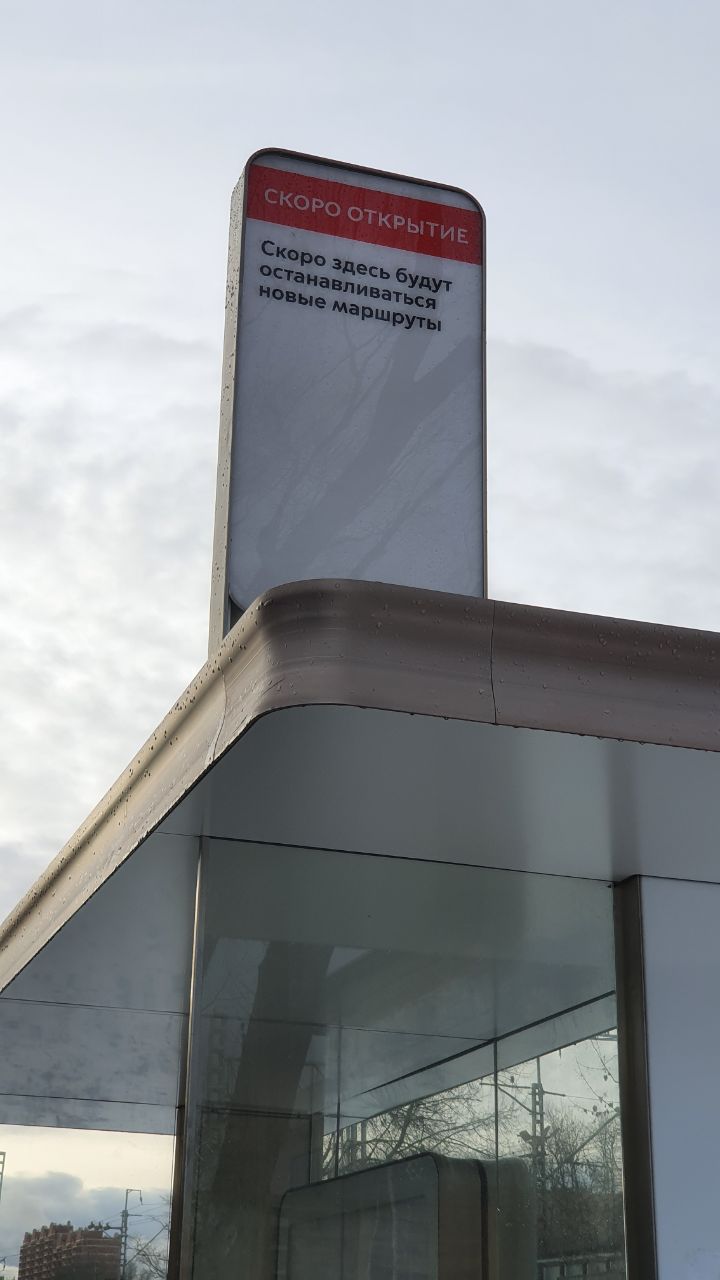 СКОРО ОТКРЫТИЕ
Скоро здесь будут
останавливаться
новые маршруты